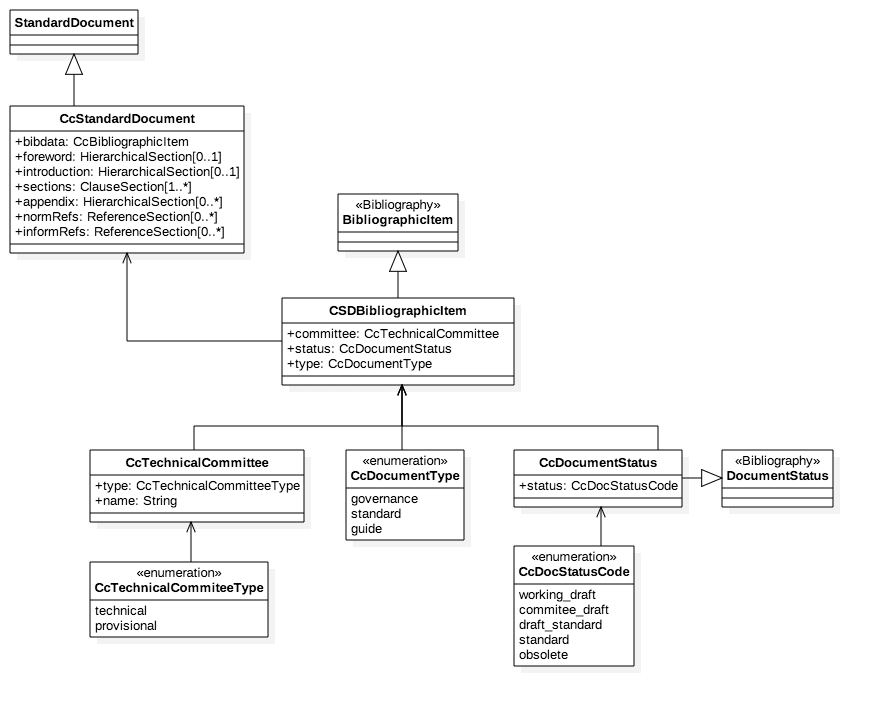 StandardDocument
CcStandardDocument
+bibdata: CcBibliographicItem
+foreword: HierarchicalSection[0..1]
+introduction: HierarchicalSection[0..1]
+sections: ClauseSection[1..*]
+appendix: HierarchicalSection[0..*]
+normRefs: ReferenceSection[0..*]
+informRefs: ReferenceSection[0..*]
«Bibliography»
BibliographicItem
CSDBibliographicItem
+committee: CcTechnicalCommittee
+status: CcDocumentStatus
+type: CcDocumentType
CcTechnicalCommittee
+type: CcTechnicalCommitteeType
+name: String
«enumeration»
CcDocumentType
governance
standard
guide
CcDocumentStatus
+status: CcDocStatusCode
«Bibliography»
DocumentStatus
«enumeration»
CcTechnicalCommiteeType
technical
provisional
«enumeration»
CcDocStatusCode
working_draft
commitee_draft
draft_standard
standard
obsolete